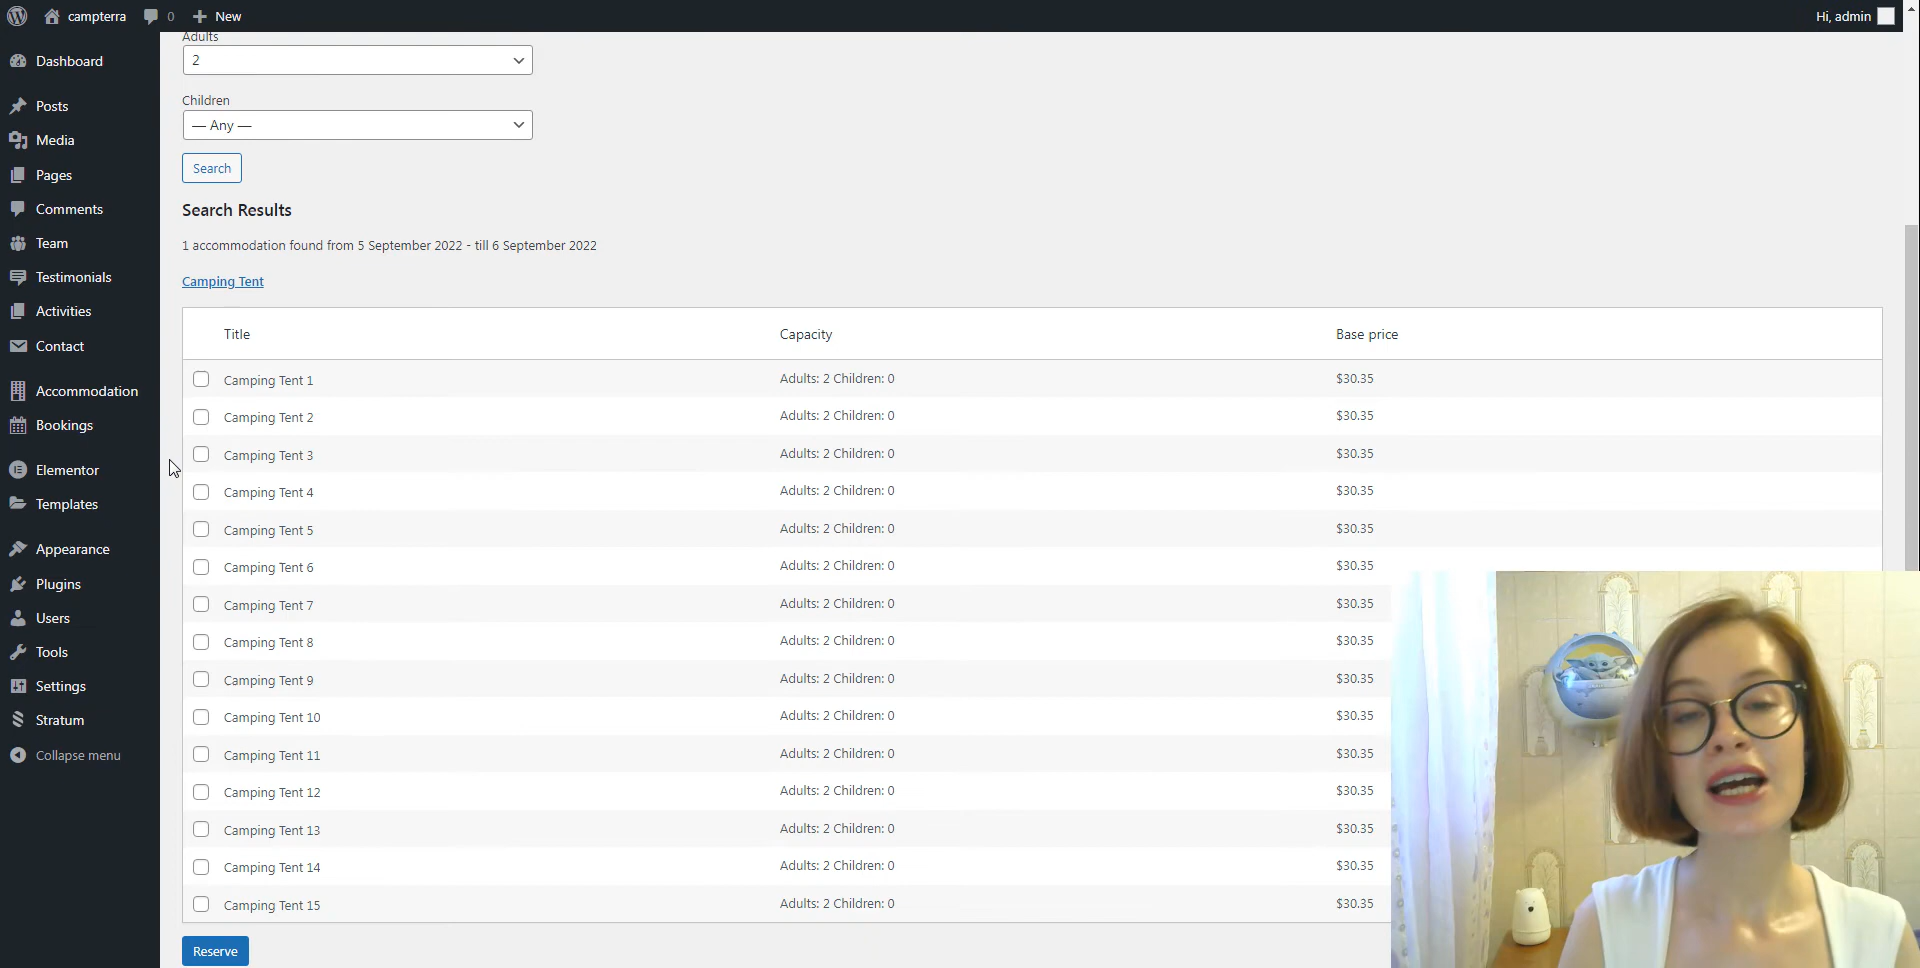 campterra 0 New Hi, admin
Dashboard
Posts
Media
Pages
Comments
Team
Testimonials
Activities
Contact
Accommodation
Bookings
Elementor
Templates
Appearance
Plugins
Users
Tools
Settings
Stratum
Collapse menu
Adults
2
Children
— Any —
Search
Search Results
1 accommodation found from 5 September 2022 - till 6 September 2022
Camping Tent
Title Capacity Base price
Camping Tent 1 Adults: 2 Children: 0 $30.35
Camping Tent 2 Adults: 2 Children: 0 $30.35
Camping Tent 3 Adults: 2 Children: 0 $30.35
Camping Tent 4 Adults: 2 Children: 0 $30.35
Camping Tent 5 Adults: 2 Children: 0 $30.35
Camping Tent 6 Adults: 2 Children: 0 $30.35
Camping Tent 7 Adults: 2 Children: 0 $30.35
Camping Tent 8 Adults: 2 Children: 0 $30.35
Camping Tent 9 Adults: 2 Children: 0 $30.35
Camping Tent 10 Adults: 2 Children: 0 $30.35
Camping Tent 11 Adults: 2 Children: 0 $30.35
Camping Tent 12 Adults: 2 Children: 0 $30.35
Camping Tent 13 Adults: 2 Children: 0 $30.35
Camping Tent 14 Adults: 2 Children: 0 $30.35
Camping Tent 15 Adults: 2 Children: 0 $30.35
Reserve